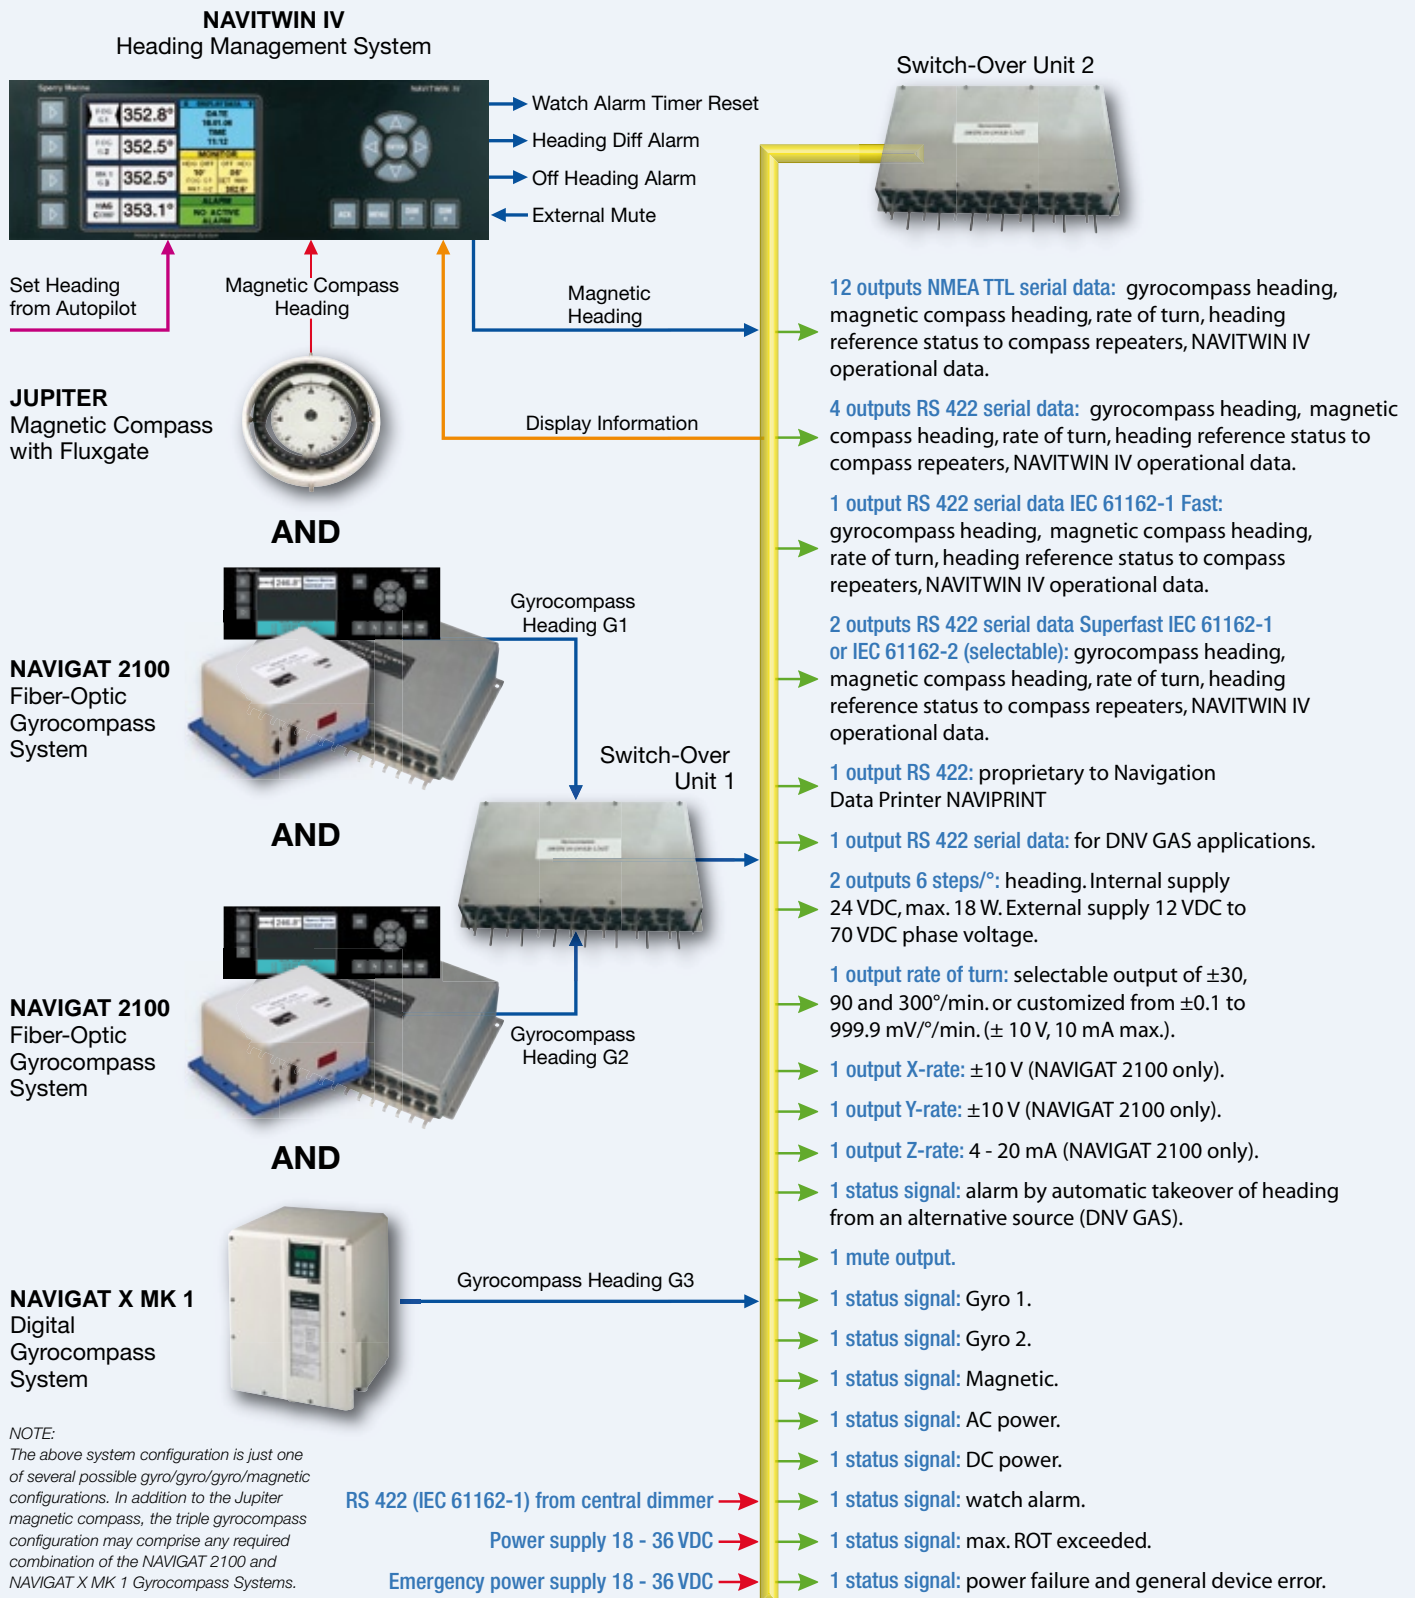 NAVITWIN IV
Heading Management System
Sperry Marine
NAVITWIN IV
352.8°
352.5°
352.5°
353.1°
DATE
TIME
11:12
MONITOR
ALARM
NO ACTIVE
ALARM
ACK
MENU
DIM
DIM
Watch Alarm Timer Reset
Heading Diff Alarm
Off Heading Alarm
External Mute
Set Heading
from Autopilot
Magnetic Compass
Heading
Magnetic
Heading
JUPITER
Magnetic Compass
with Fluxgate
Display Information
AND
NAVIGAT 2100
Fiber-Optic
Gyrocompass
System
Gyrocompass
Heading G1
Switch-Over
Unit 1
AND
NAVIGAT 2100
Fiber-Optic
Gyrocompass
System
Gyrocompass
Heading G2
AND
NAVIGAT X MK 1
Digital
Gyrocompass
System
Gyrocompass Heading G3
NOTE:
The above system configuration is just one
of several possible gyro/gyro/gyro/magnetic
configurations. In addition to the Jupiter
magnetic compass, the triple gyrocompass
configuration may comprise any required
combination of the NAVIGAT 2100 and
NAVIGAT X MK 1 Gyrocompass Systems.
RS 422 (IEC 61162-1) from central dimmer
Power supply 18 - 36 VDC
Emergency power supply 18 - 36 VDC
Switch-Over Unit 2
12 outputs NMEA TTL serial data: gyrocompass heading,
magnetic compass heading, rate of turn, heading
reference status to compass repeaters, NAVITWIN IV
operational data.
4 outputs RS 422 serial data: gyrocompass heading, magnetic
compass heading, rate of turn, heading reference status to
compass repeaters, NAVITWIN IV operational data.
1 output RS 422 serial data IEC 61162-1 Fast:
gyrocompass heading, magnetic compass heading,
rate of turn, heading reference status to compass
repeaters, NAVITWIN IV operational data.
2 outputs RS 422 serial data Superfast IEC 61162-1
or IEC 61162-2 (selectable): gyrocompass heading,
magnetic compass heading, rate of turn, heading
reference status to compass repeaters, NAVITWIN IV
operational data.
1 output RS 422: proprietary to Navigation
Data Printer NAVIPRINT
1 output RS 422 serial data: for DNV GAS applications.
2 outputs 6 steps/°: heading. Internal supply
24 VDC, max. 18 W. External supply 12 VDC to
70 VDC phase voltage.
1 output rate of turn: selectable output of ±30,
90 and 300°/min. or customized from ±0.1 to
999.9 mV/°/min. (± 10 V, 10 mA max.).
1 output X-rate: ±10 V (NAVIGAT 2100 only).
1 output Y-rate: ±10 V (NAVIGAT 2100 only).
1 output Z-rate: 4 - 20 mA (NAVIGAT 2100 only).
1 status signal: alarm by automatic takeover of heading
from an alternative source (DNV GAS).
1 mute output.
1 status signal: Gyro 1.
1 status signal: Gyro 2.
1 status signal: Magnetic.
1 status signal: AC power.
1 status signal: DC power.
1 status signal: watch alarm.
1 status signal: max. ROT exceeded.
1 status signal: power failure and general device error.